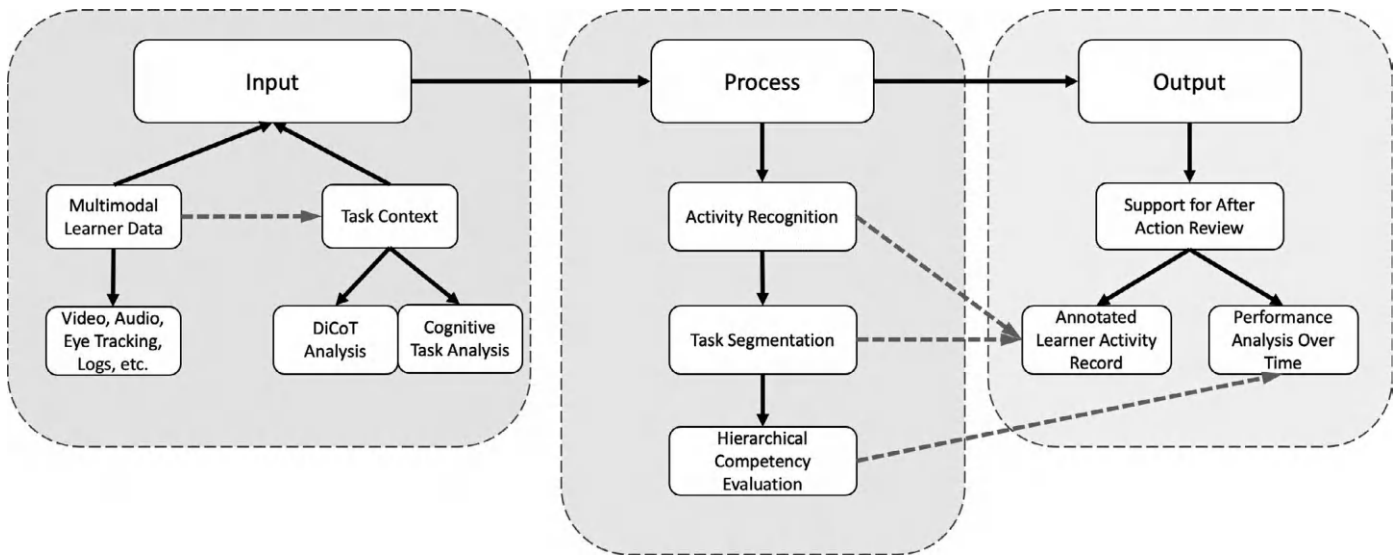 Input
Process
Output
Multimodal
Learner Data
Task Context
Activity Recognition
Support for After
Action Review
Video, Audio,
Eye Tracking,
Logs, etc.
DiCoT
Analysis
Cognitive
Task Analysis
Task Segmentation
Annotated
Learner Activity
Record
Performance
Analysis Over
Time
Hierarchical
Competency
Evaluation